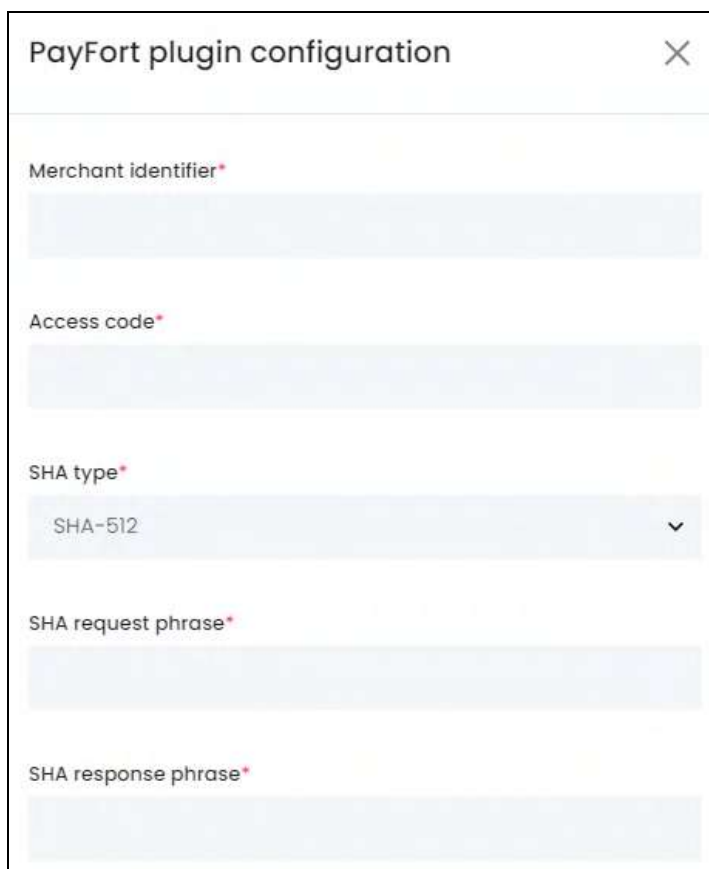 PayFort plugin configuration
Merchant identifier*
Access code*
SHA type*
SHA-512
SHA request phrase*
SHA response phrase*